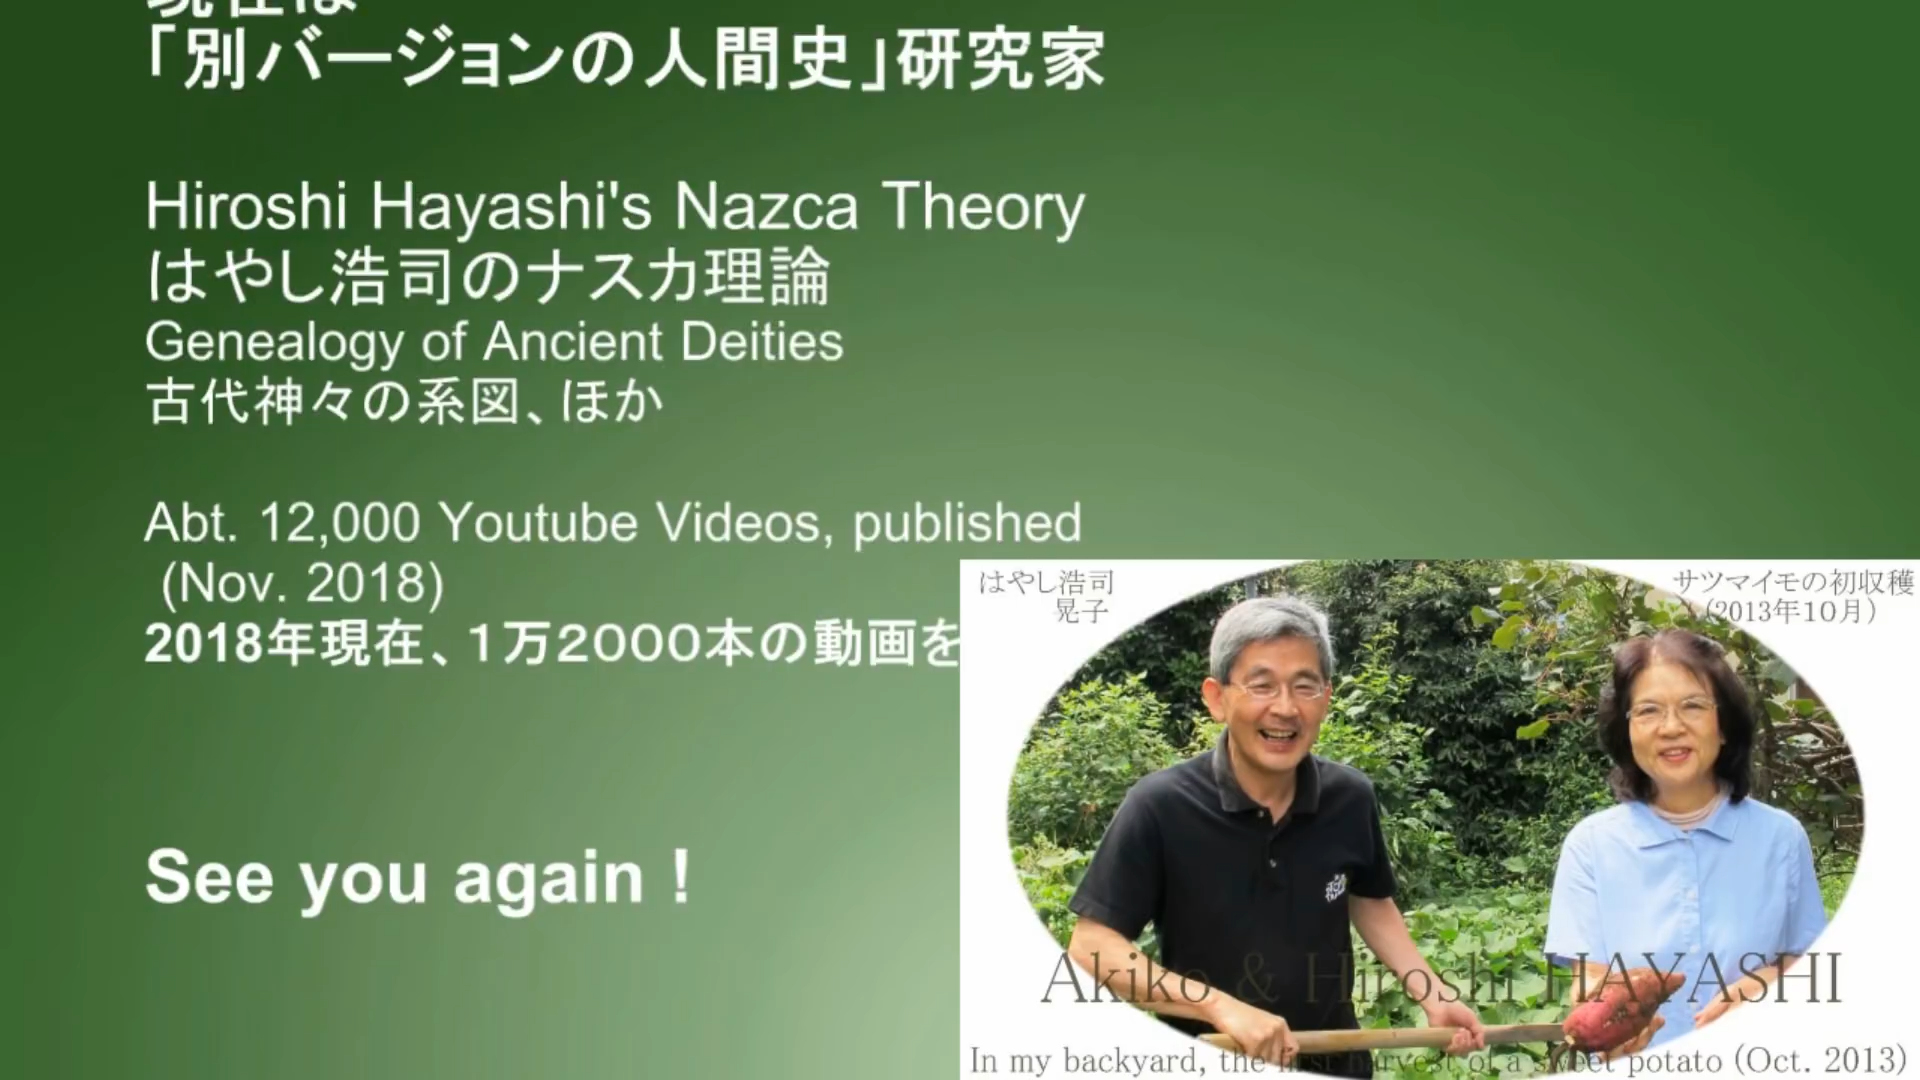 現在は
「別バージョンの人間史」研究家
Hiroshi Hayashi's Nazca Theory
はやし浩司のナスカ理論
Genealogy of Ancient Deities
古代神々の系図、ほか
Abt. 12,000 Youtube Videos, published
(Nov. 2018)
2018年現在、１万２０００本の動画を
See you again！
はやし浩司
晃子
サツマイモの初収穫
(2013年10月)
Akiko & Hiroshi HAYASHI
In my backyard, the first harvest of a sweet potato (Oct. 2013)